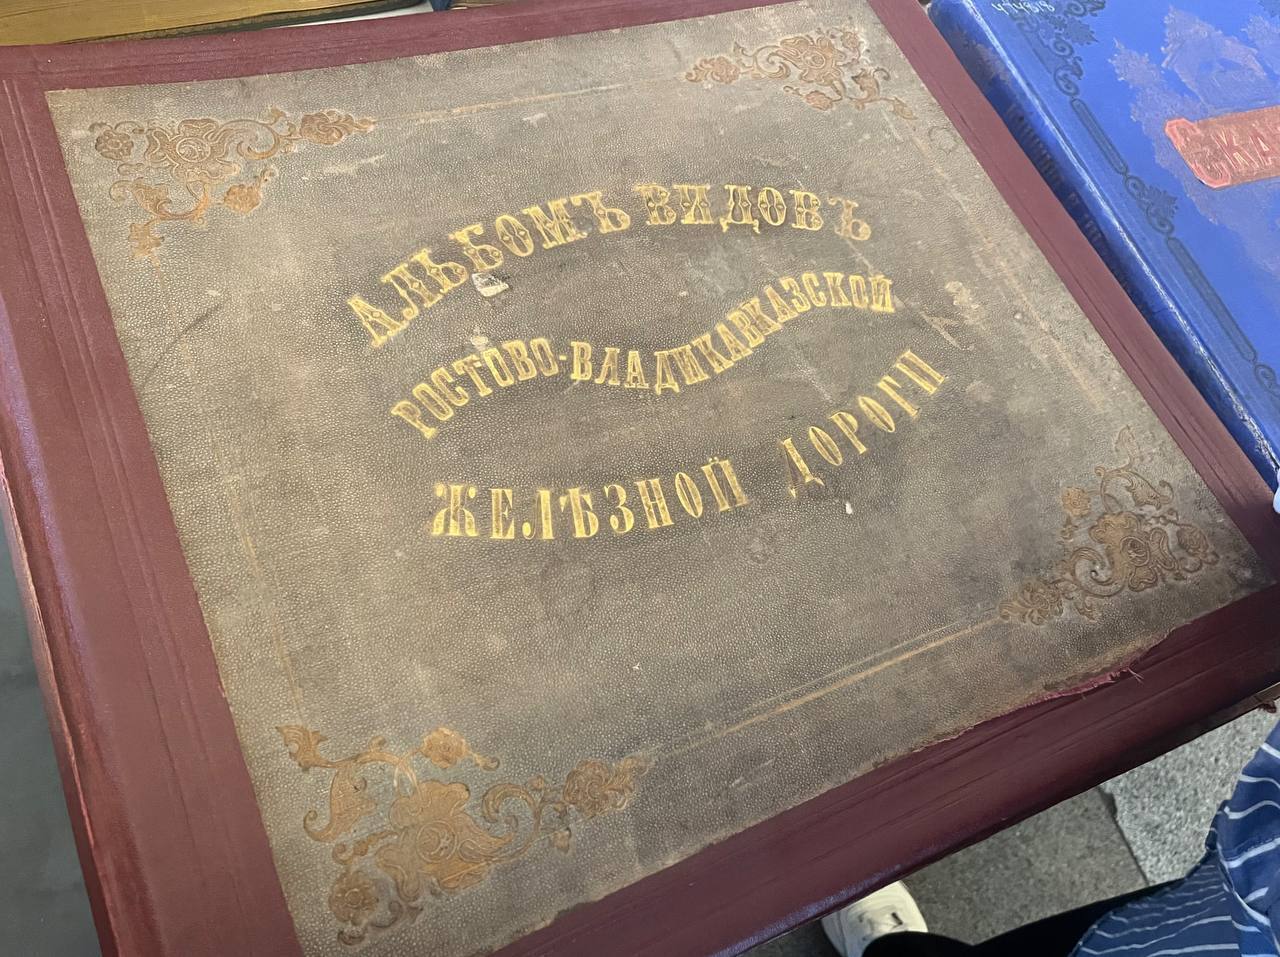 АЛЬБОМЪ ВИДОВЪ
РОСТОВО-ВЛАДИКАВКАЗСКОЙ
ЖЕЛѢЗНОЙ ДОРОГИ